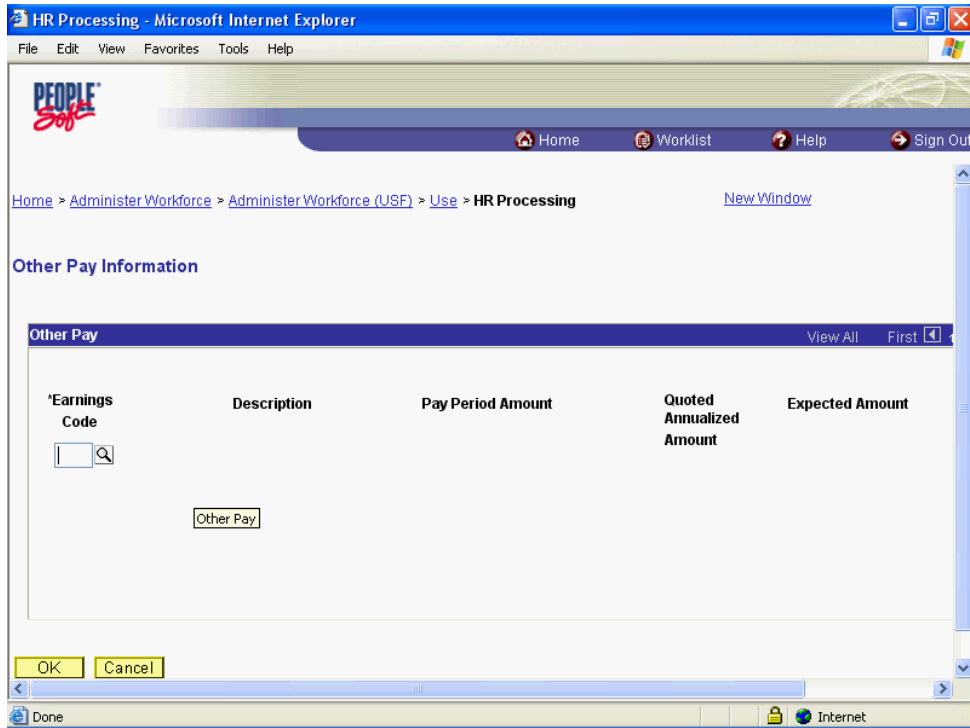 HR Processing - Microsoft Internet Explorer
File Edit View Favorites Tools Help
PEOPLE
Soft
Home Worklist Help Sign Out
Home > Administer Workforce > Administer Workforce (USF) > Use > HR Processing New Window
Other Pay Information
Other Pay View All First
*Earnings Code Description Pay Period Amount Quoted Annualized Amount Expected Amount
Other Pay
OK Cancel
Done Internet